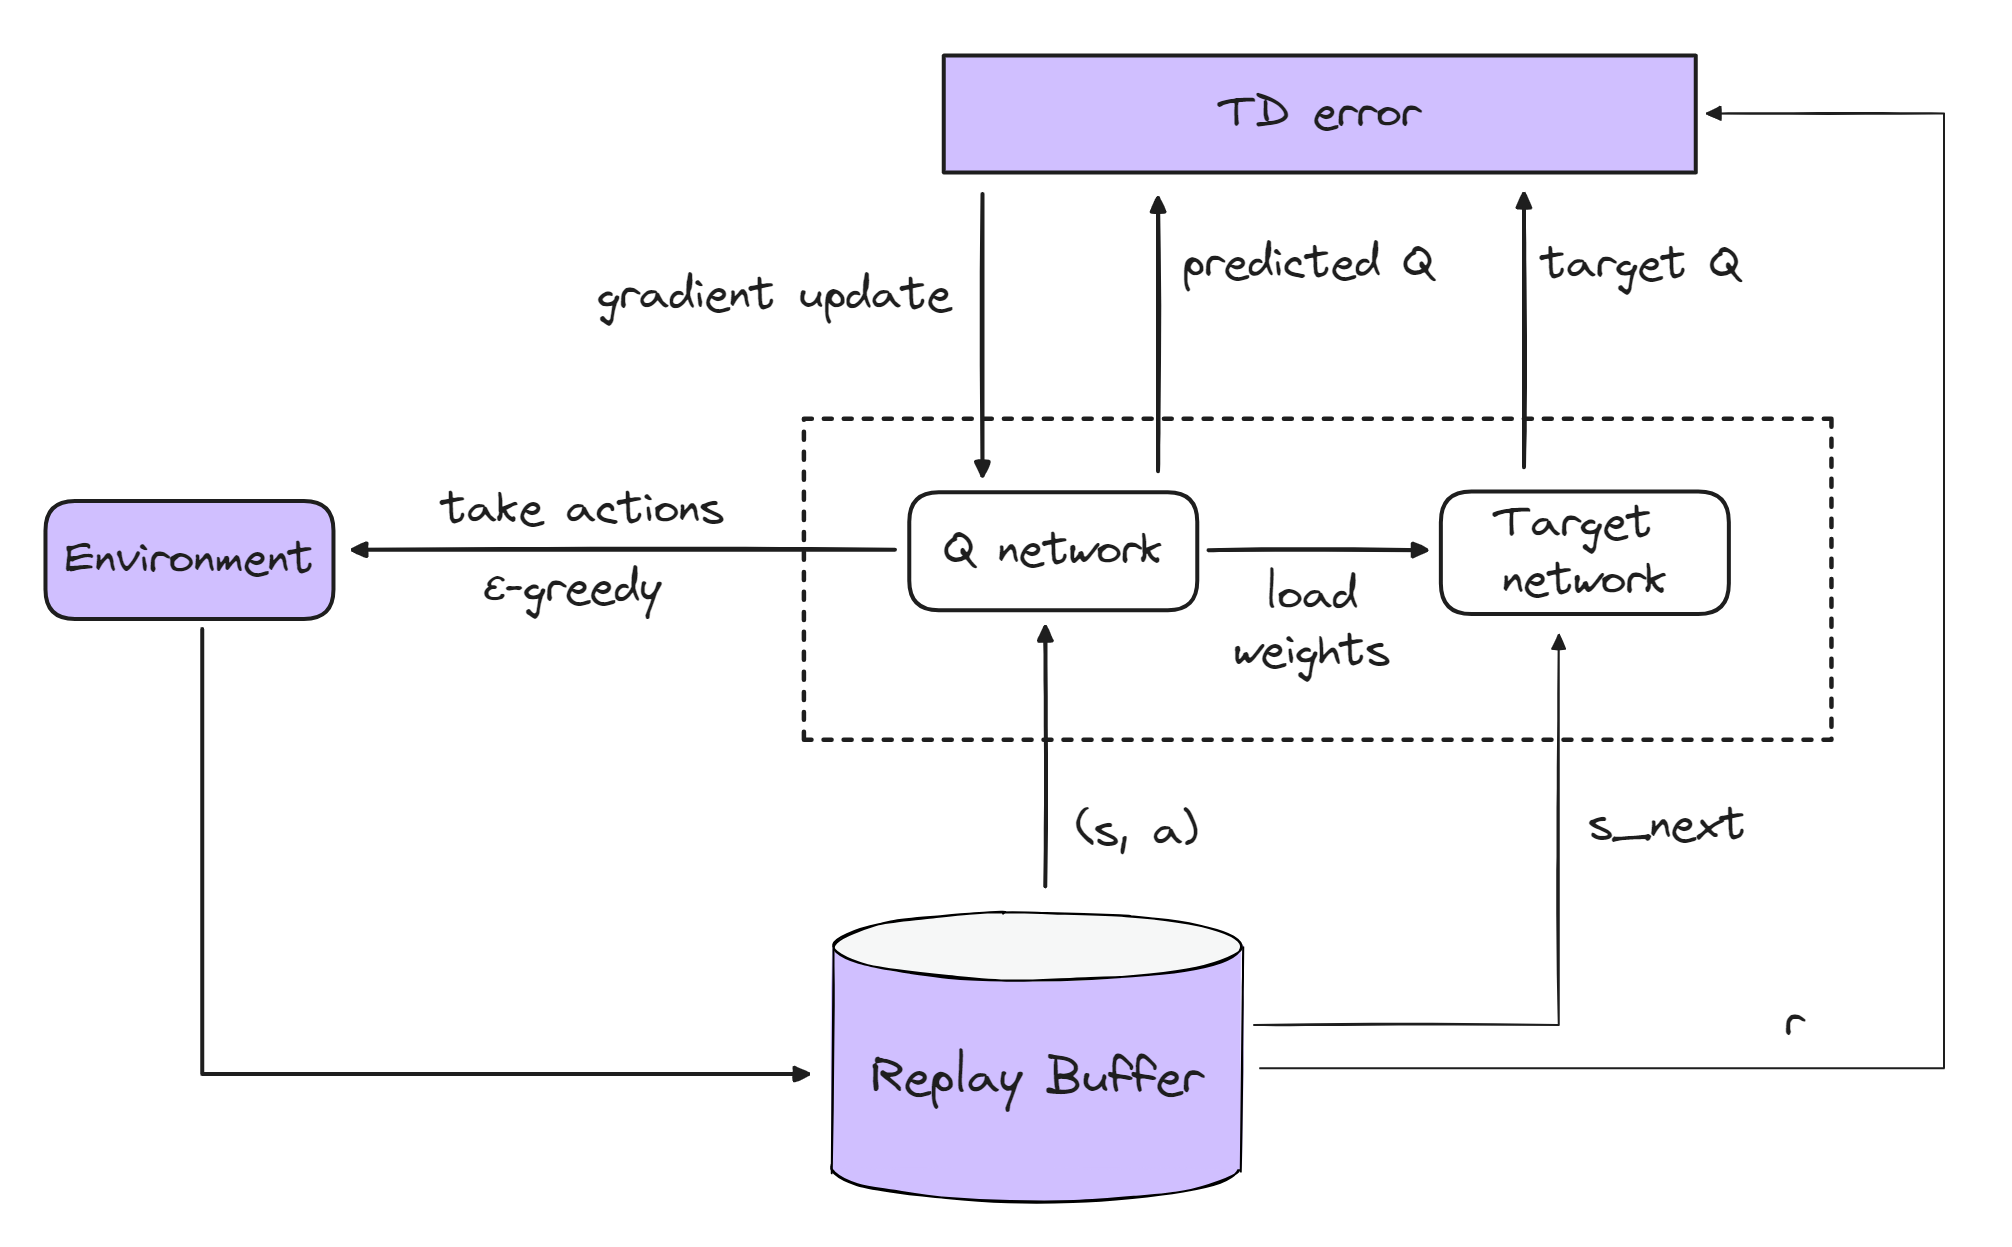 TD error
gradient update
predicted Q
target Q
Environment
take actions
ε-greedy
Q network
load
weights
Target
network
(s, a)
s_next
r
Replay Buffer